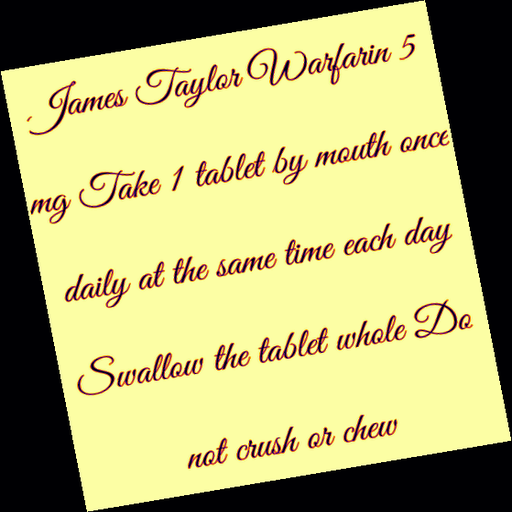 James Taylor Warfarin 5
mg Take 1 tablet by mouth once
daily at the same time each day
Swallow the tablet whole Do
not crush or chew